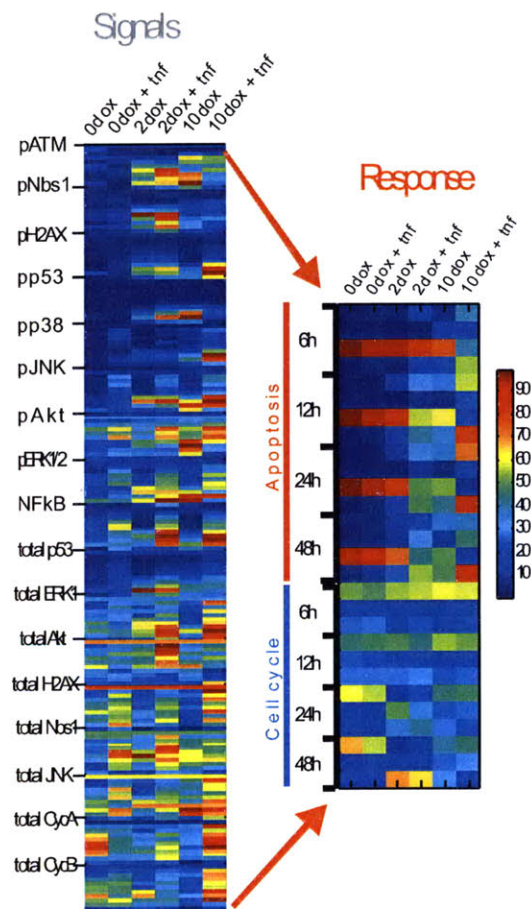 Signals
0dox
0dox + tnf
2dox
2dox + tnf
10dox
10dox + tnf
pATM
pNbs1
pH2AX
pp53
pp38
pJNK
pAkt
pERK1/2
NFkB
total p53
total ERK1
total Akt
total H2AX
total Nbs1
total JNK
total CycA
total CycB
Response
0dox
0dox + tnf
2dox
2dox + tnf
10dox
10dox + tnf
Apoptosis
6h
12h
24h
48h
Cell cycle
6h
12h
24h
48h
90
80
70
60
50
40
30
20
10